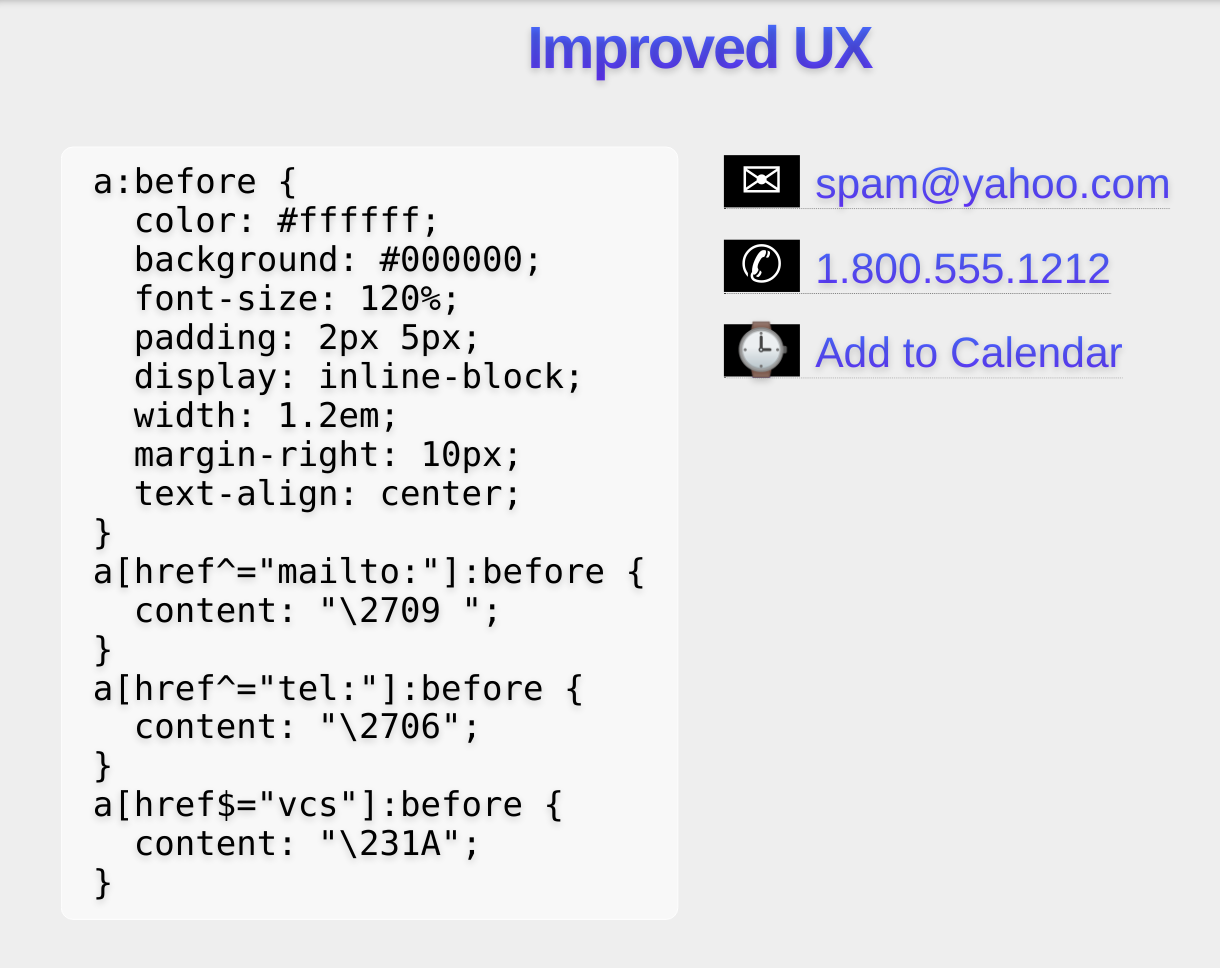 Improved UX
a:before {
  color: #ffffff;
  background: #000000;
  font-size: 120%;
  padding: 2px 5px;
  display: inline-block;
  width: 1.2em;
  margin-right: 10px;
  text-align: center;
}
a[href^="mailto:"]:before {
  content: "\2709 ";
}
a[href^="tel:"]:before {
  content: "\2706";
}
a[href$="vcs"]:before {
  content: "\231A";
}
✉ spam@yahoo.com
✆ 1.800.555.1212
⌚ Add to Calendar